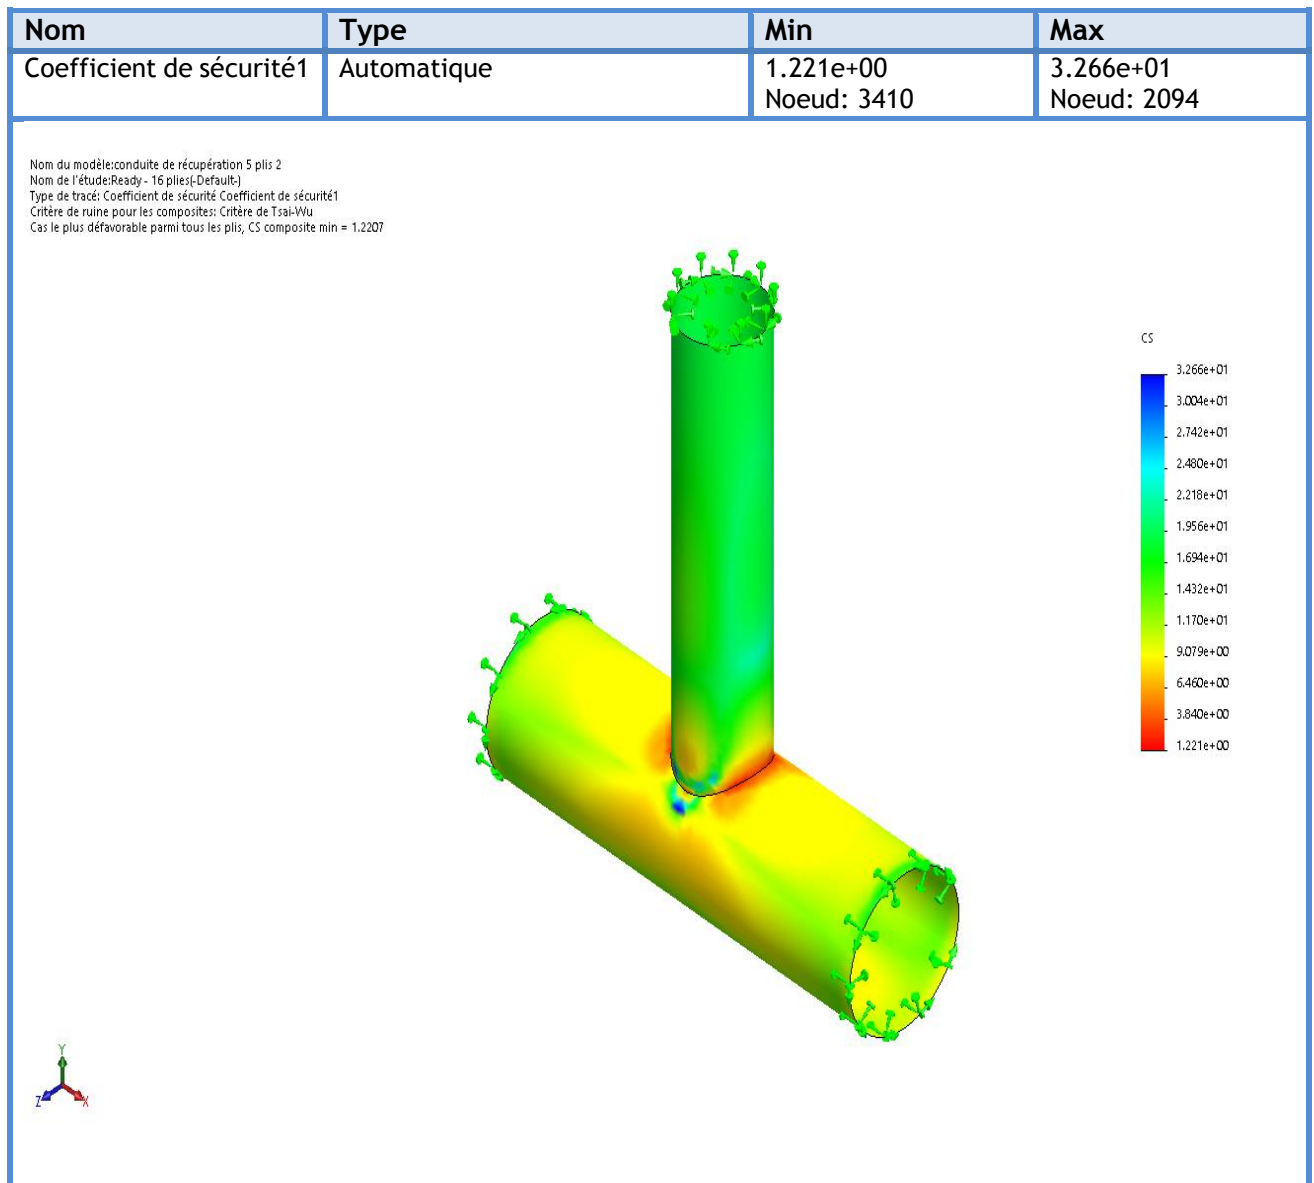 Nom Type Min Max
Coefficient de sécurité1 Automatique 1.221e+00 3.266e+01
Noeud: 3410 Noeud: 2094
Nom du modèle:conduite de récupération 5 plis 2
Nom de l'étude:Ready - 16 plies(-Default-)
Type de tracé: Coefficient de sécurité Coefficient de sécurité1
Critère de ruine pour les composites: Critère de Tsai-Wu
Cas le plus défavorable parmi tous les plis, CS composite min = 1.2207
CS
3.266e+01
3.004e+01
2.742e+01
2.480e+01
2.218e+01
1.956e+01
1.694e+01
1.432e+01
1.170e+01
9.079e+00
6.460e+00
3.840e+00
1.221e+00
Y
Z X